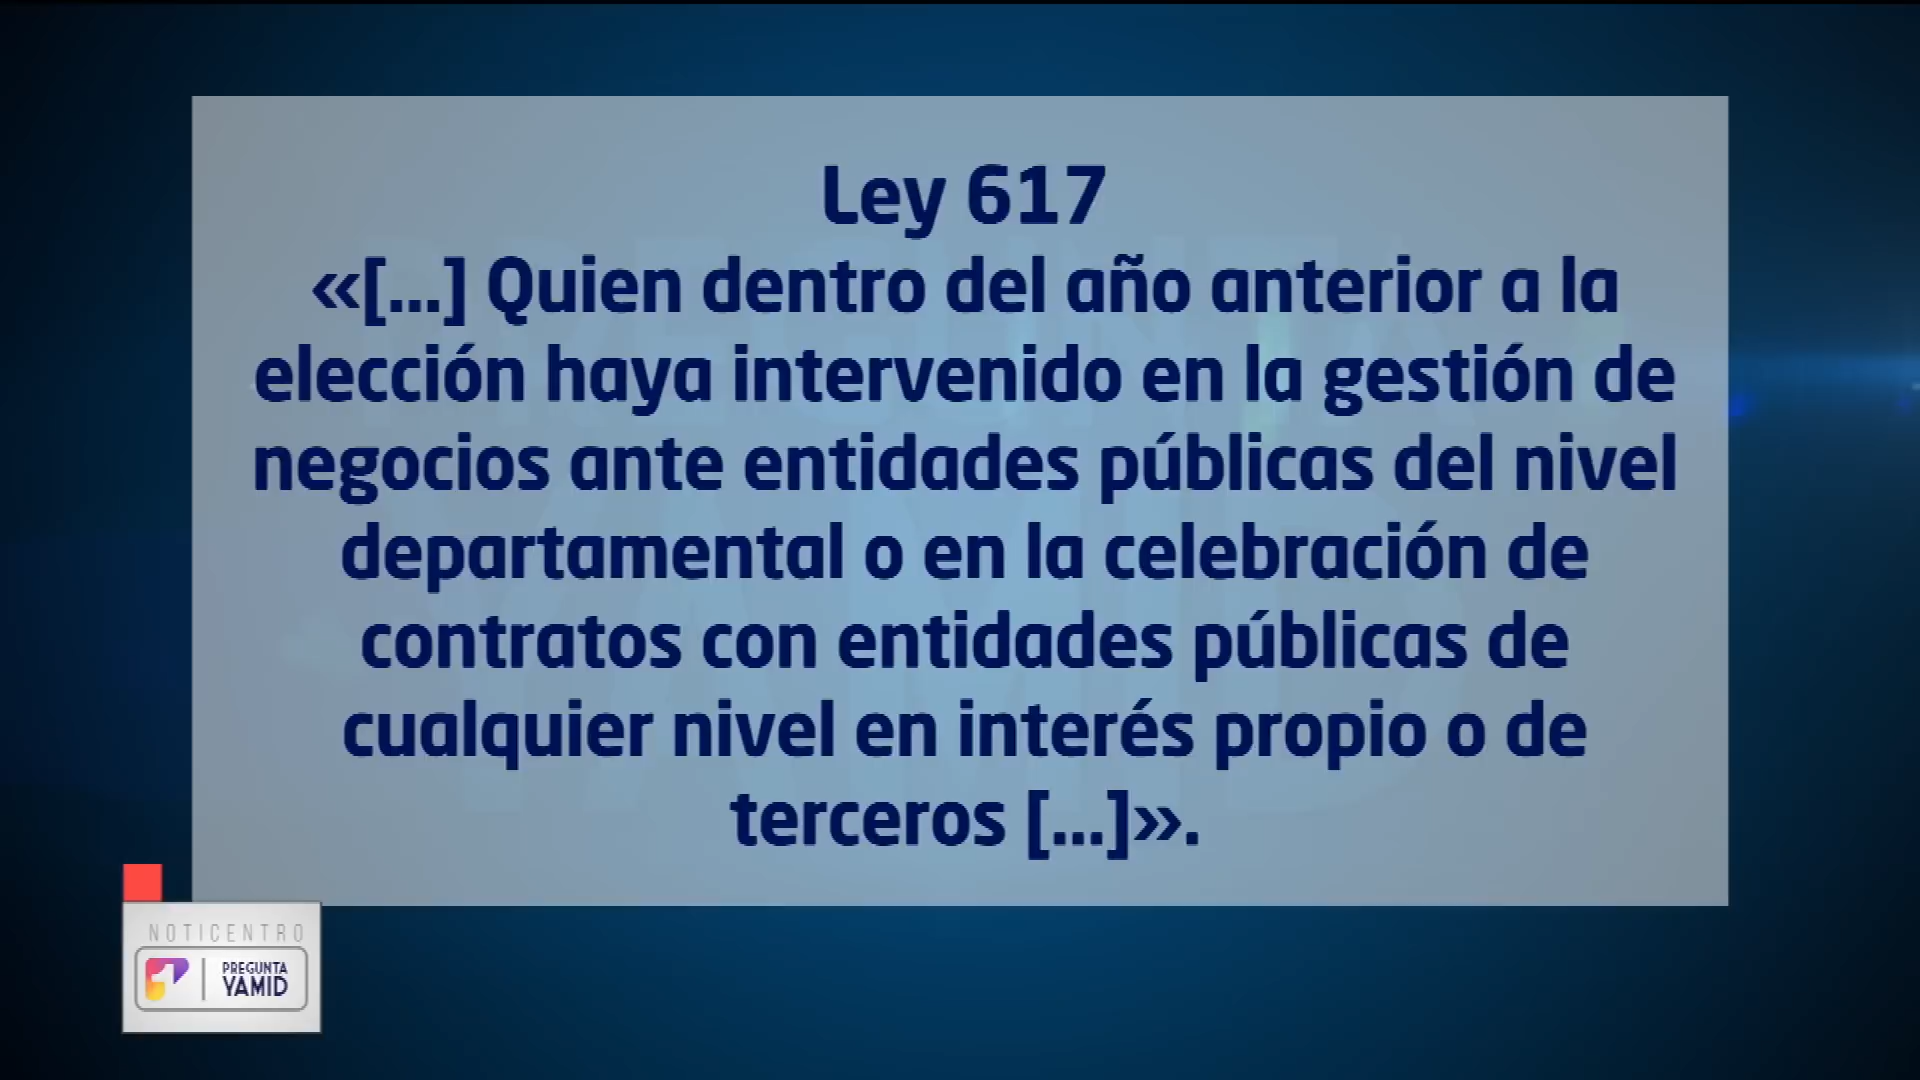 Ley 617
«[...] Quien dentro del año anterior a la
elección haya intervenido en la gestión de
negocios ante entidades públicas del nivel
departamental o en la celebración de
contratos con entidades públicas de
cualquier nivel en interés propio o de
terceros [...]».
NOTICENTRO
1 | PREGUNTA
YAMID